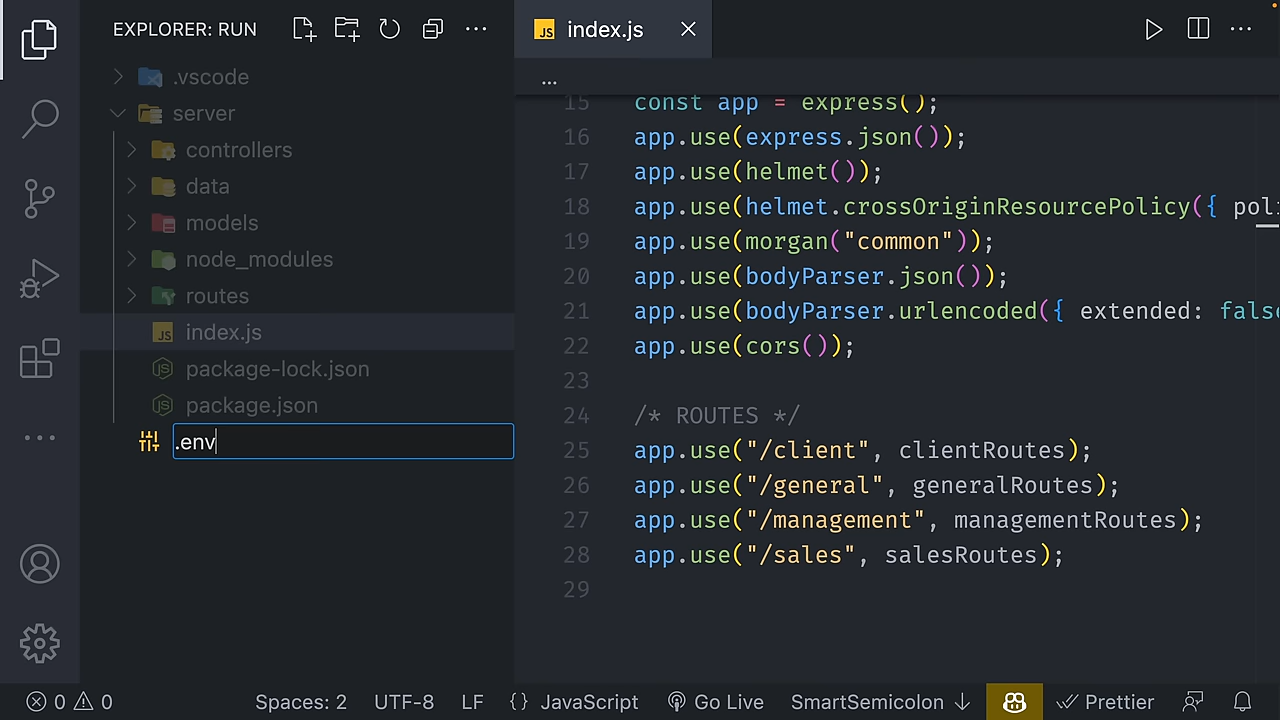 EXPLORER: RUN
.vscode
server
controllers
data
models
node_modules
routes
JS index.js
package-lock.json
package.json
.env
JS index.js
...
15 const app = express();
16 app.use(express.json());
17 app.use(helmet());
18 app.use(helmet.crossOriginResourcePolicy({ poli
19 app.use(morgan("common"));
20 app.use(bodyParser.json());
21 app.use(bodyParser.urlencoded({ extended: false
22 app.use(cors());
23
24 /* ROUTES */
25 app.use("/client", clientRoutes);
26 app.use("/general", generalRoutes);
27 app.use("/management", managementRoutes);
28 app.use("/sales", salesRoutes);
29
0 0 Spaces: 2 UTF-8 LF {} JavaScript Go Live SmartSemicolon ↓ Prettier